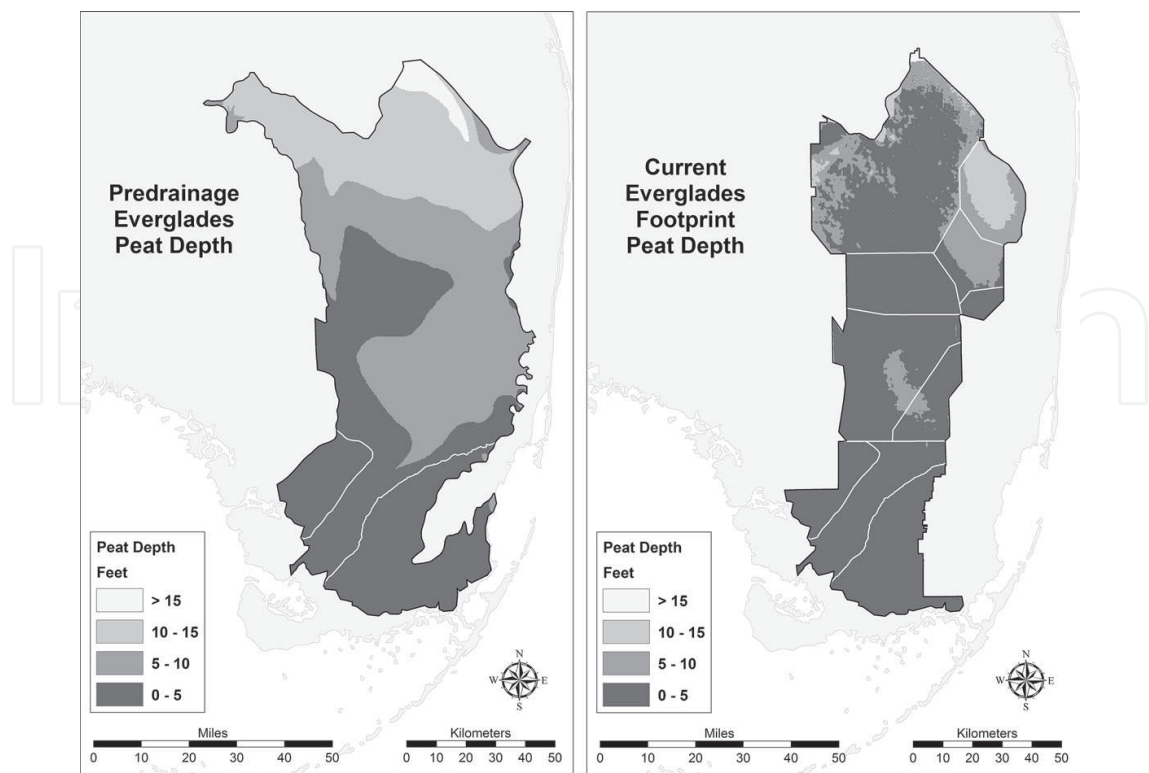 Predrainage
Everglades
Peat Depth
Peat Depth
Feet
> 15
10 - 15
5 - 10
0 - 5
N
W E
S
Miles
0 10 20 30 40 50
Kilometers
0 10 20 30 40 50
Current
Everglades
Footprint
Peat Depth
Peat Depth
Feet
> 15
10 - 15
5 - 10
0 - 5
N
W E
S
Miles
0 10 20 30 40 50
Kilometers
0 10 20 30 40 50